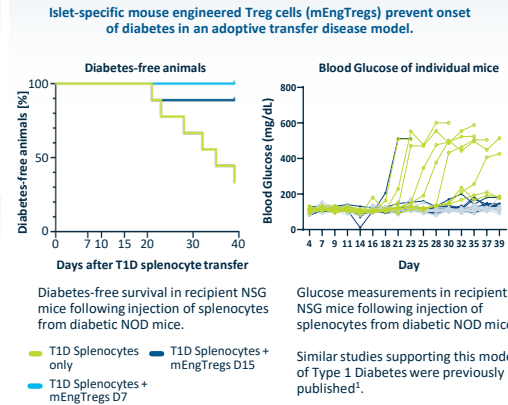 Islet-specific mouse engineered Treg cells (mEngTregs) prevent onset
of diabetes in an adoptive transfer disease model.
Diabetes-free animals
Diabetes-free animals [%]
100
50
0
0 7 10 15 20 30 40
Days after T1D splenocyte transfer
Diabetes-free survival in recipient NSG
mice following injection of splenocytes
from diabetic NOD mice.
T1D Splenocytes
only
T1D Splenocytes +
mEngTregs D15
T1D Splenocytes +
mEngTregs D7
Blood Glucose of individual mice
Blood Glucose (mg/dL)
800
600
400
200
0
4 7 9 11 14 16 18 21 23 25 28 30 32 35 37 39
Day
Glucose measurements in recipient
NSG mice following injection of
splenocytes from diabetic NOD mic
Similar studies supporting this mode
of Type 1 Diabetes were previously
published1.